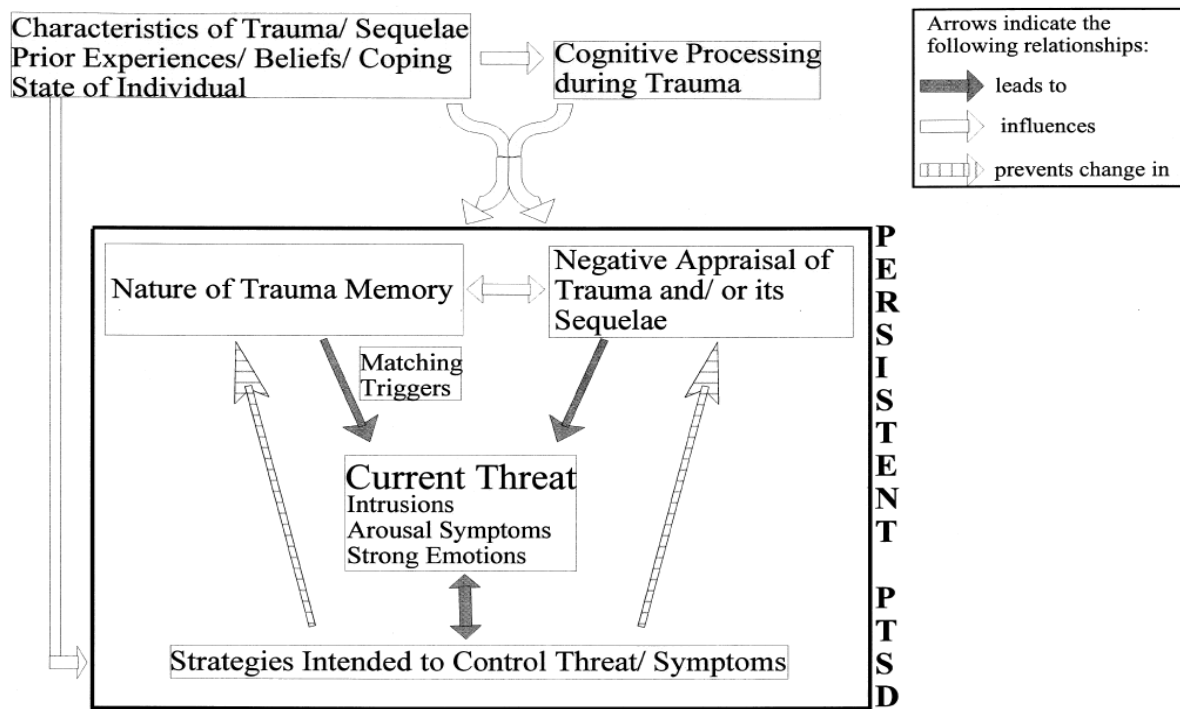 Characteristics of Trauma/ Sequelae
Prior Experiences/ Beliefs/ Coping
State of Individual
Cognitive Processing
during Trauma
Arrows indicate the
following relationships:
leads to
influences
prevents change in
Nature of Trauma Memory
Negative Appraisal of
Trauma and/ or its
Sequelae
Matching
Triggers
Current Threat
Intrusions
Arousal Symptoms
Strong Emotions
Strategies Intended to Control Threat/ Symptoms
PERSISTENT PTSD